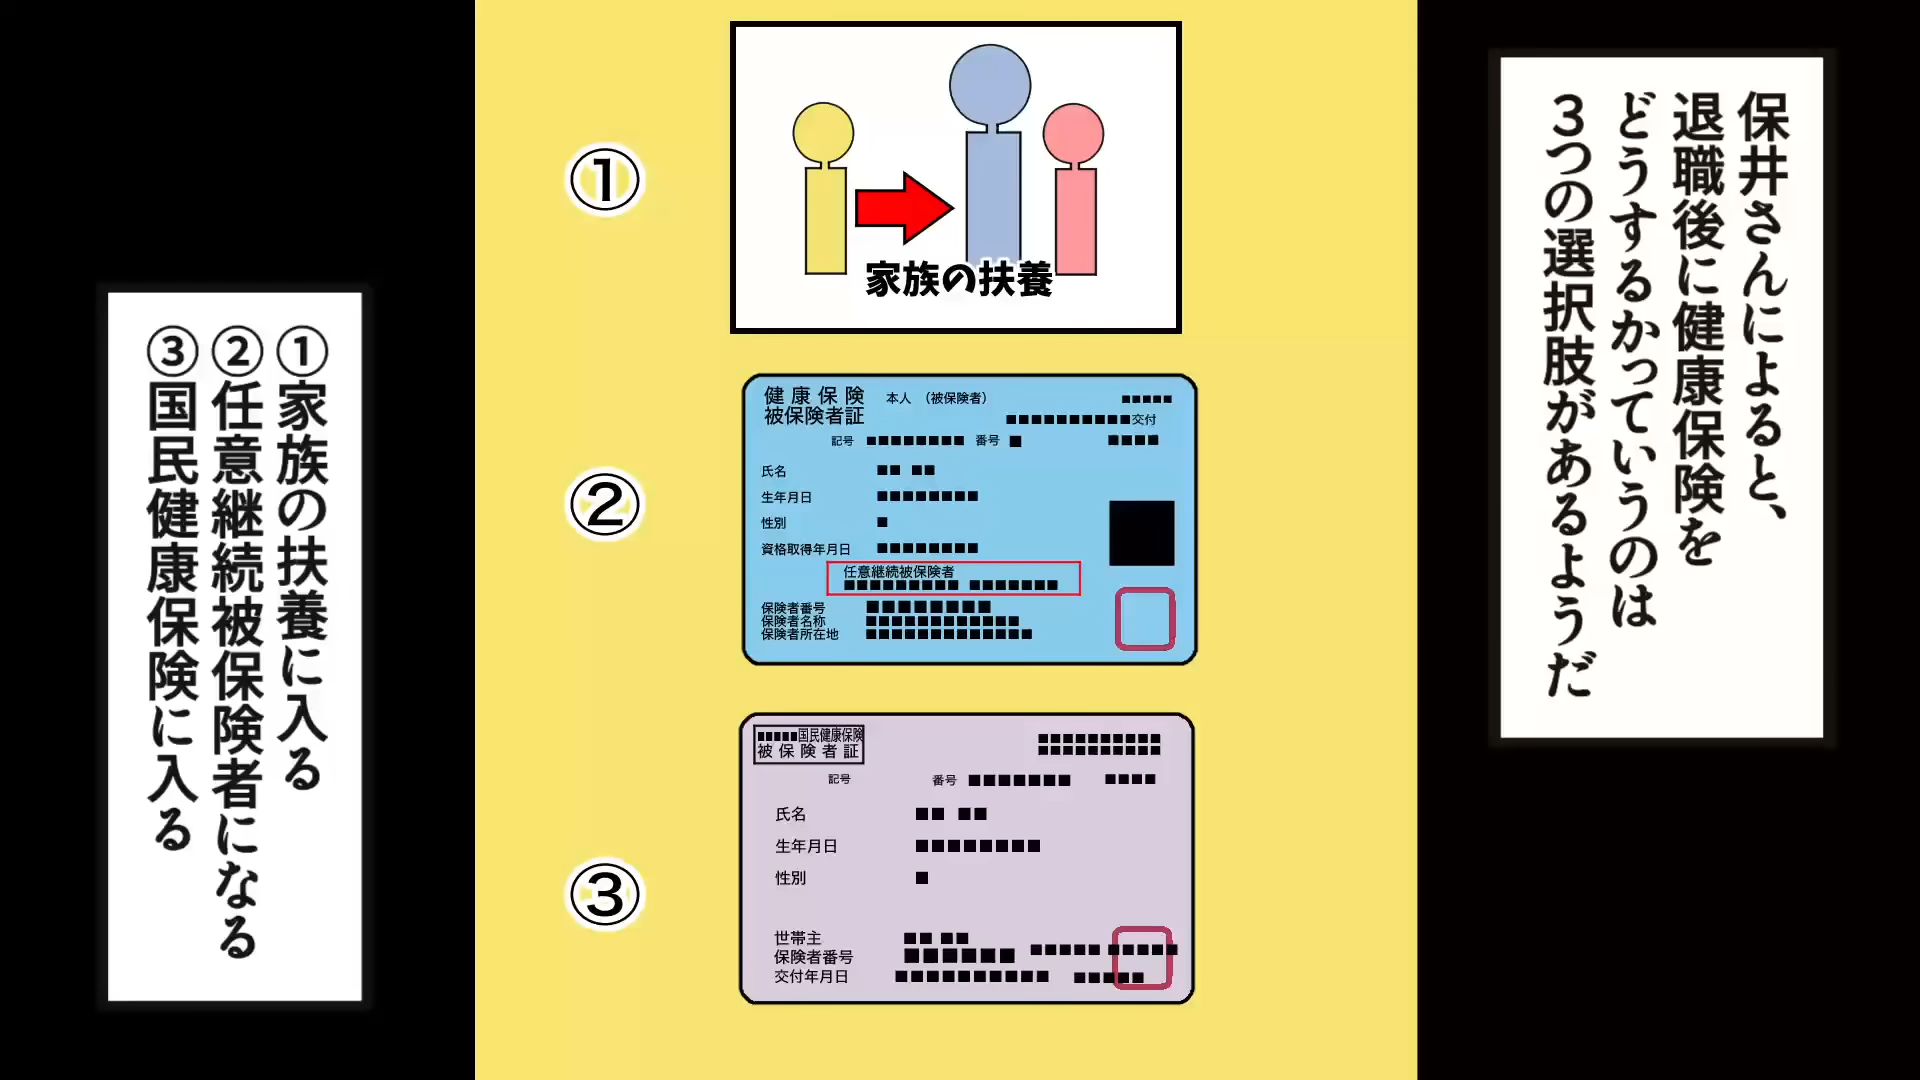 保井さんによると、
退職後に健康保険を
どうするかっていうのは
３つの選択肢があるようだ
①
家族の扶養
②
健康保険 本人（被保険者）
被保険者証
交付
記号 番号
氏名
生年月日
性別
資格取得年月日
任意継続被保険者
保険者番号
保険者名称
保険者所在地
③
国民健康保険
被保険者証
記号 番号
氏名
生年月日
性別
世帯主
保険者番号
交付年月日
①家族の扶養に入る
②任意継続被保険者になる
③国民健康保険に入る